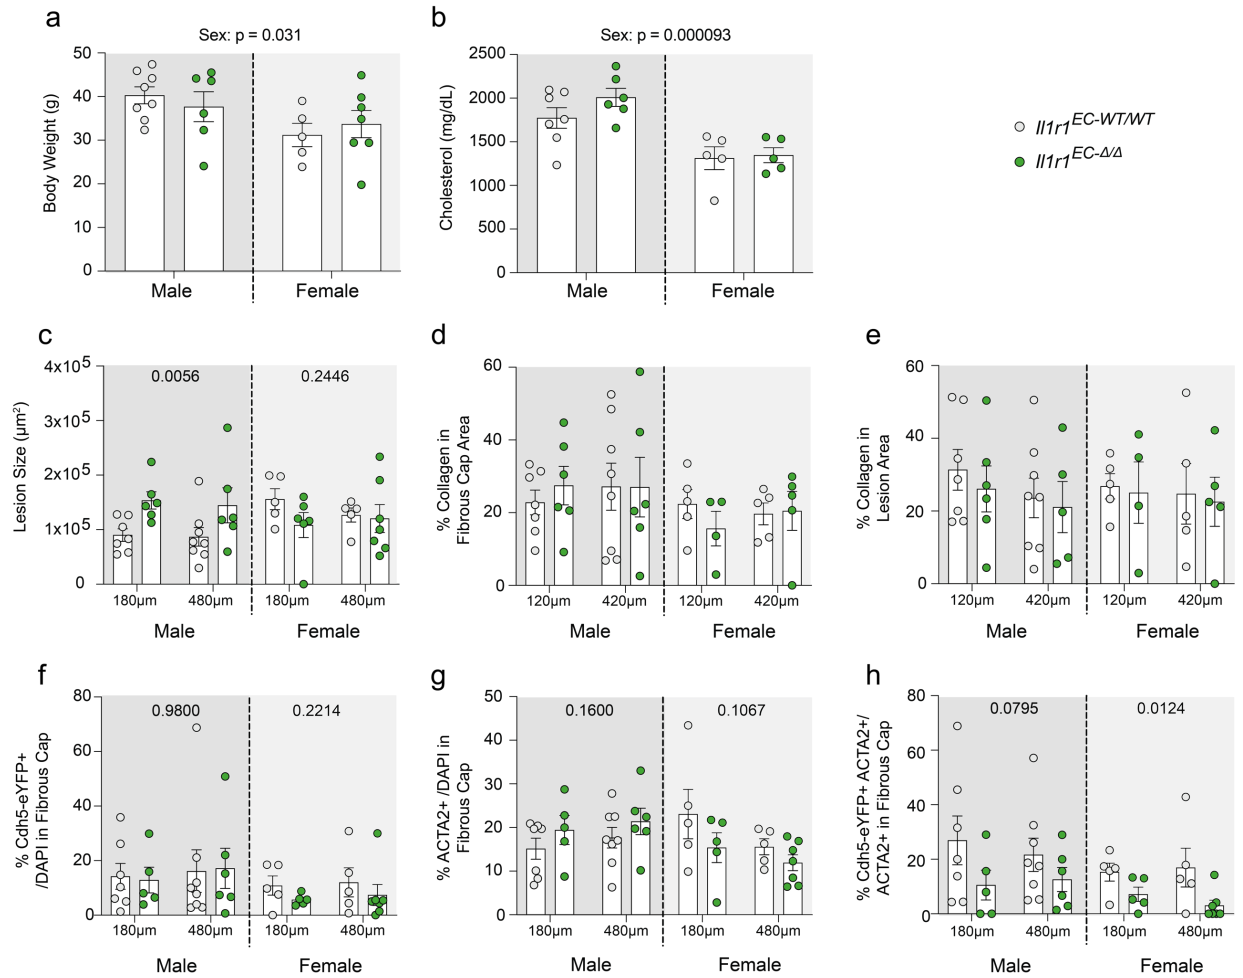 a
Sex: p = 0.031
Body Weight (g)
50
40
30
20
10
0
Male
Female
b
Sex: p = 0.000093
Cholesterol (mg/dL)
2500
2000
1500
1000
500
0
Male
Female
Il1r1EC-WT/WT
Il1r1EC-Δ/Δ
c
Lesion Size (µm²)
4x10⁵
3x10⁵
2x10⁵
1x10⁵
0
0.0056
0.2446
180µm
480µm
180µm
480µm
Male
Female
d
% Collagen in
Fibrous Cap Area
60
40
20
0
120µm
420µm
120µm
420µm
Male
Female
e
% Collagen in
Lesion Area
60
40
20
0
120µm
420µm
120µm
420µm
Male
Female
f
% Cdh5-eYFP+
/DAPI in Fibrous Cap
80
60
40
20
0
0.9800
0.2214
180µm
480µm
180µm
480µm
Male
Female
g
% ACTA2+ /DAPI in
Fibrous Cap
50
40
30
20
10
0
0.1600
0.1067
180µm
480µm
180µm
480µm
Male
Female
h
% Cdh5-eYFP+ ACTA2+/
ACTA2+ in Fibrous Cap
80
60
40
20
0
0.0795
0.0124
180µm
480µm
180µm
480µm
Male
Female